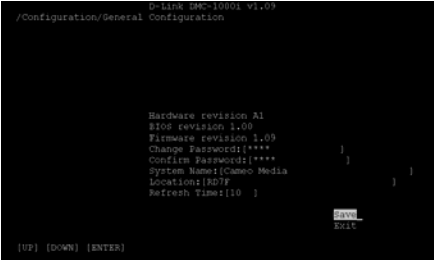 D-Link DMC-1000i v1.09
/Configuration/General Configuration
Hardware revision A1
BIOS revision 1.00
Firmware revision 1.09
Change Password:[**** ]
Confirm Password:[**** ]
System Name:[Cameo Media ]
Location:[RD7F ]
Refresh Time:[10 ]
Save
Exit
[UP] [DOWN] [ENTER]